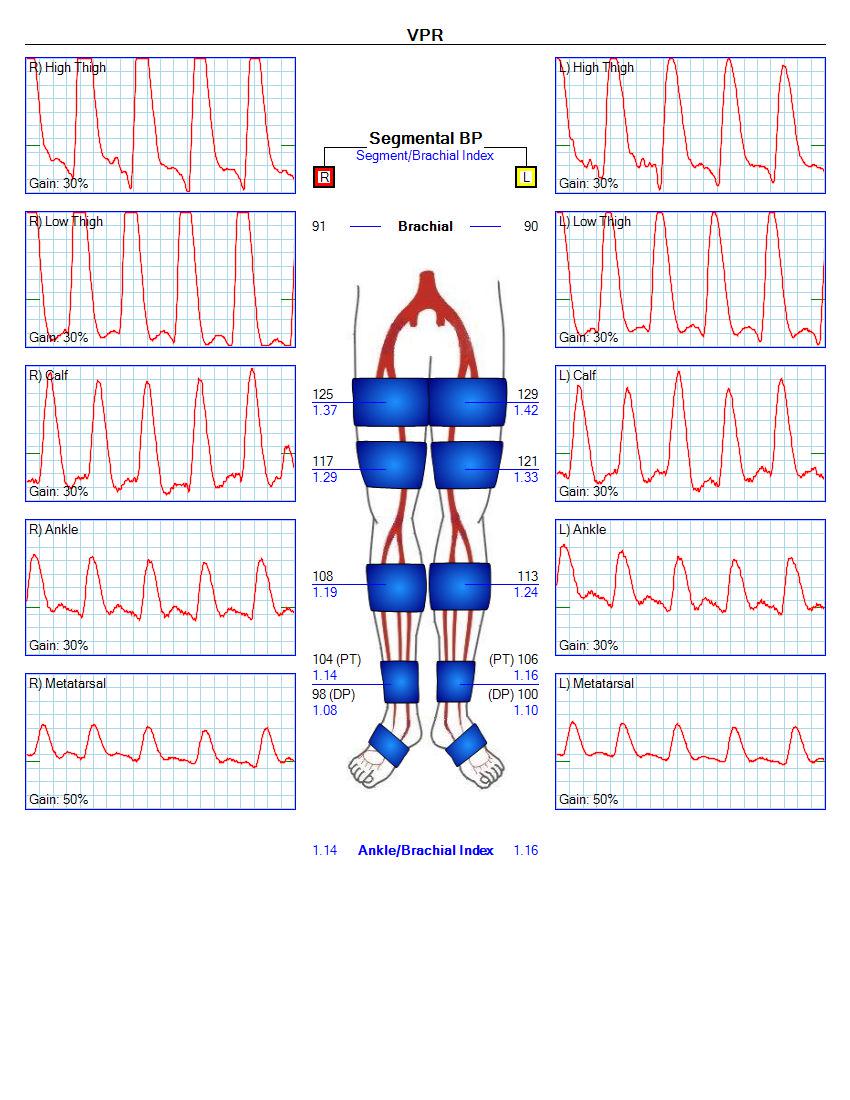 VPR
R) High Thigh
Gain: 30%
L) High Thigh
Gain: 30%
Segmental BP
Segment/Brachial Index
R
L
R) Low Thigh
Gain: 30%
L) Low Thigh
Gain: 30%
91 Brachial 90
R) Calf
Gain: 30%
L) Calf
Gain: 30%
125
1.37
129
1.42
117
1.29
121
1.33
R) Ankle
Gain: 30%
L) Ankle
Gain: 30%
108
1.19
113
1.24
R) Metatarsal
Gain: 50%
L) Metatarsal
Gain: 50%
104 (PT)
1.14
98 (DP)
1.08
(PT) 106
1.16
(DP) 100
1.10
1.14 Ankle/Brachial Index 1.16